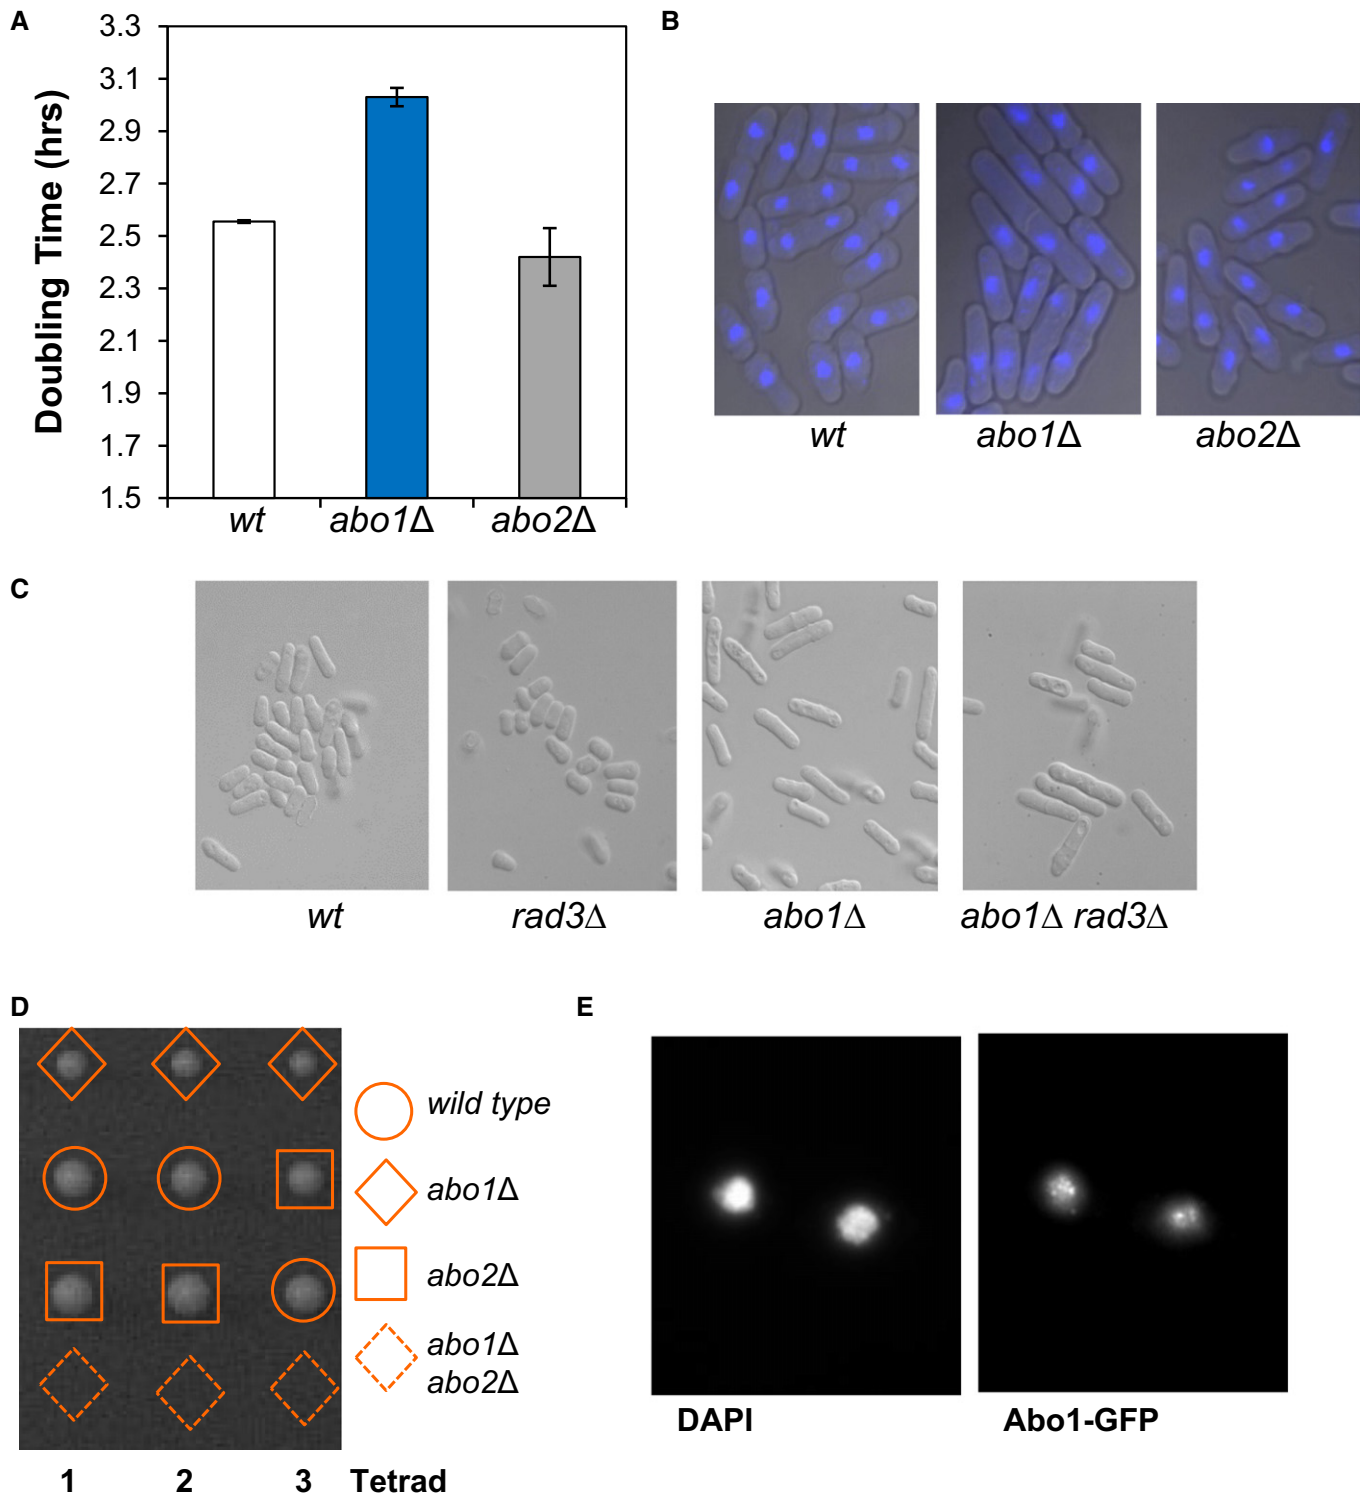 A
3.3
3.1
2.9
2.7
2.5
2.3
2.1
1.9
1.7
1.5
Doubling Time (hrs)
wt
abo1Δ
abo2Δ
B
wt
abo1Δ
abo2Δ
C
wt
rad3Δ
abo1Δ
abo1Δ rad3Δ
D
wild type
abo1Δ
abo2Δ
abo1Δ
abo2Δ
1 2 3 Tetrad
E
DAPI
Abo1-GFP